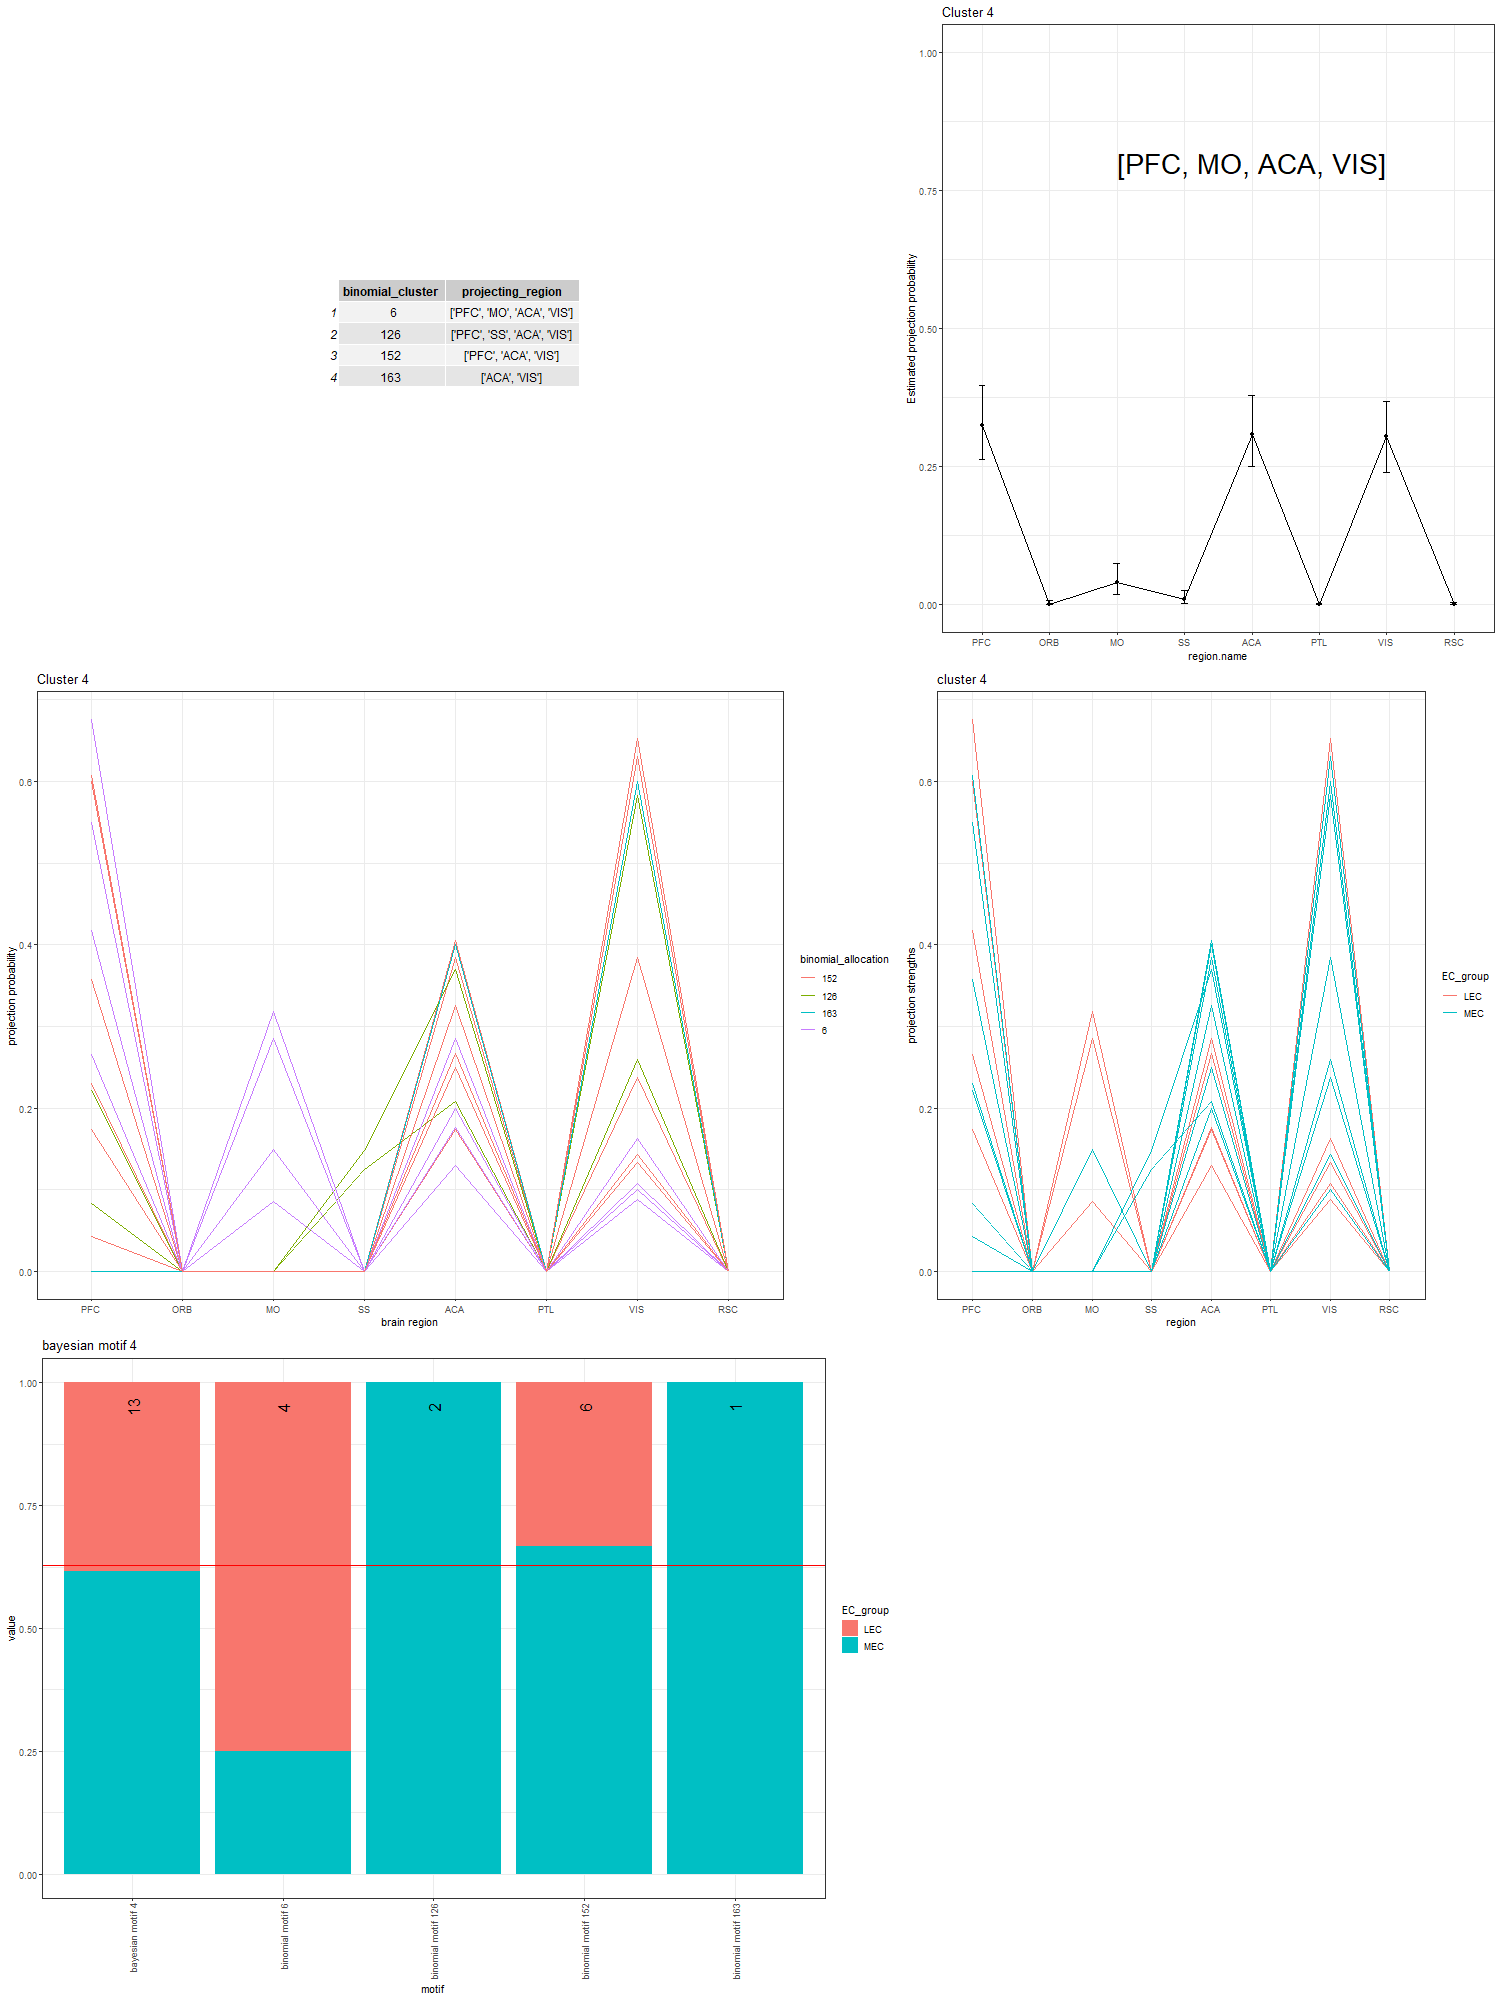 binomial_cluster projecting_region
1 6 ['PFC', 'MO', 'ACA', 'VIS']
2 126 ['PFC', 'SS', 'ACA', 'VIS']
3 152 ['PFC', 'ACA', 'VIS']
4 163 ['ACA', 'VIS']
Cluster 4
[PFC, MO, ACA, VIS]
Estimated projection probability
1.00
0.75
0.50
0.25
0.00
PFC ORB MO SS ACA PTL VIS RSC
region.name
Cluster 4
projection probability
0.6
0.4
0.2
0.0
PFC ORB MO SS ACA PTL VIS RSC
brain region
binomial_allocation
152
126
163
6
cluster 4
projection strengths
0.6
0.4
0.2
0.0
PFC ORB MO SS ACA PTL VIS RSC
region
EC_group
LEC
MEC
bayesian motif 4
value
1.00
0.75
0.50
0.25
0.00
13 4 2 6 1
bayesian motif 4
binomial motif 6
binomial motif 126
binomial motif 152
binomial motif 163
motif
EC_group
LEC
MEC